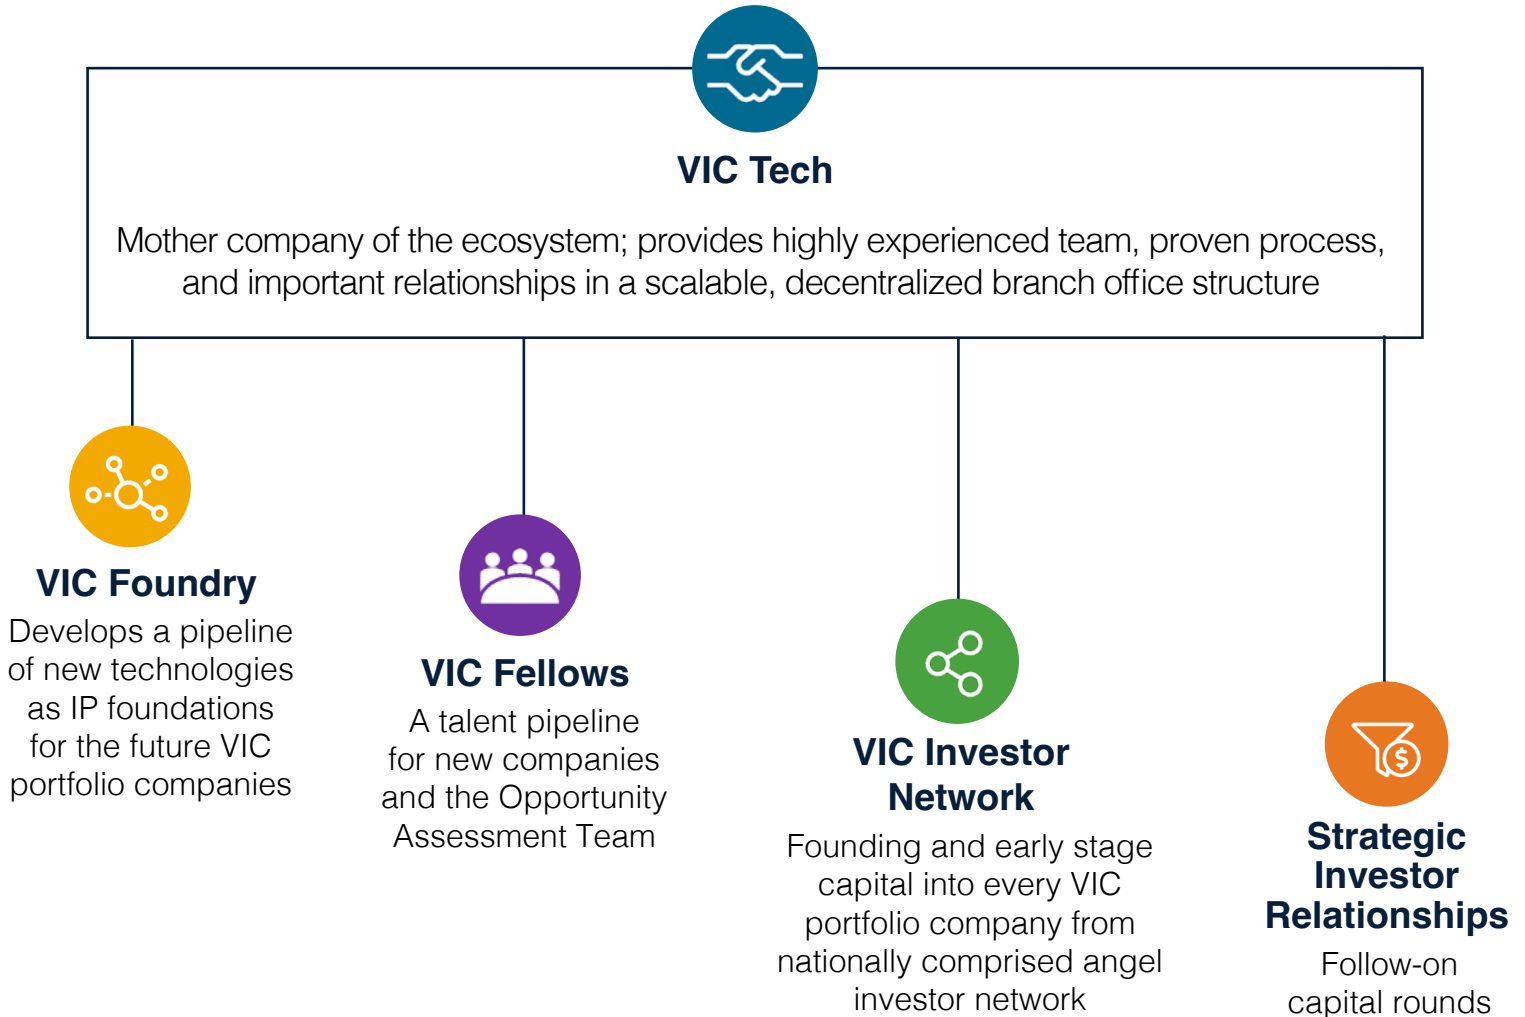 VIC Tech
Mother company of the ecosystem; provides highly experienced team, proven process,
and important relationships in a scalable, decentralized branch office structure
VIC Foundry
Develops a pipeline
of new technologies
as IP foundations
for the future VIC
portfolio companies
VIC Fellows
A talent pipeline
for new companies
and the Opportunity
Assessment Team
VIC Investor
Network
Founding and early stage
capital into every VIC
portfolio company from
nationally comprised angel
investor network
$
Strategic
Investor
Relationships
Follow-on
capital rounds